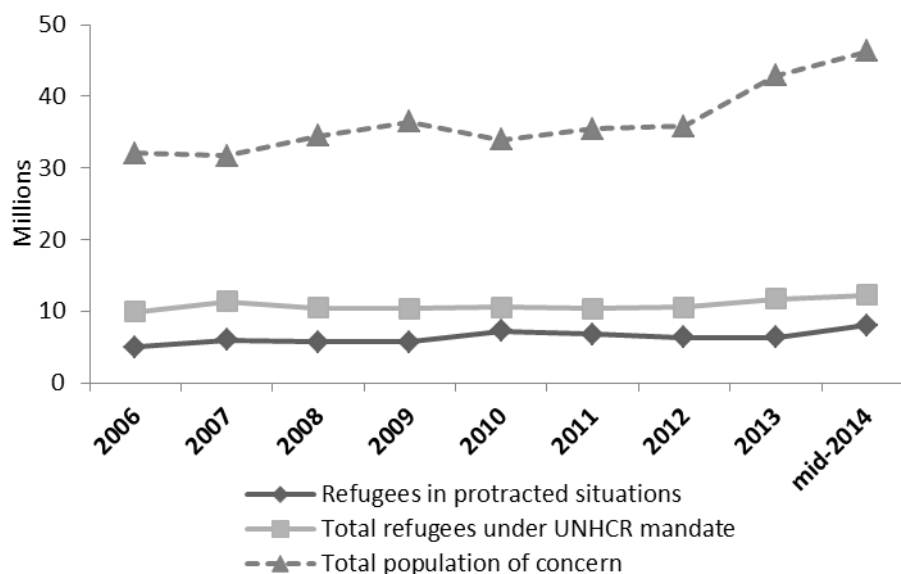 50
40
30
20
10
0
Millions
2006
2007
2008
2009
2010
2011
2012
2013
mid-2014
Refugees in protracted situations
Total refugees under UNHCR mandate
Total population of concern